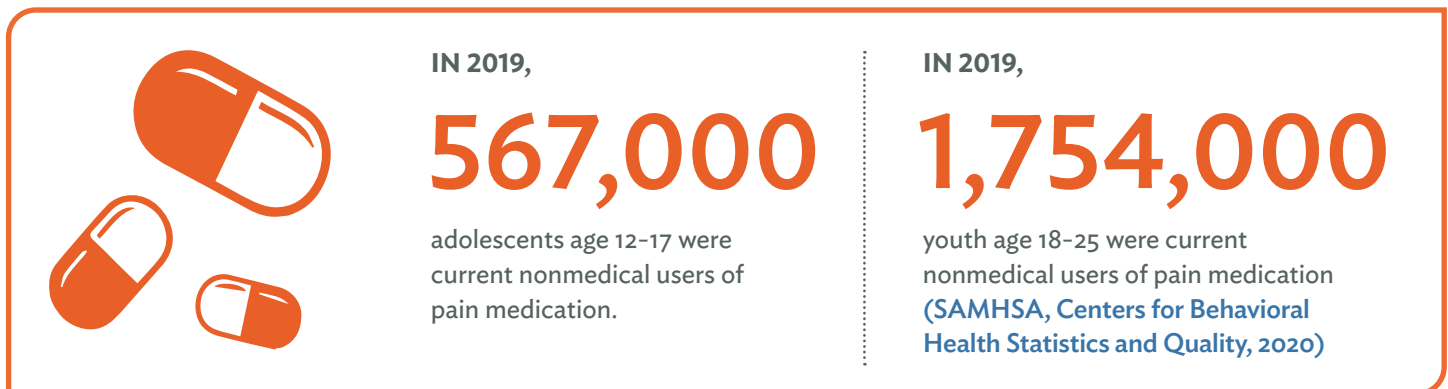 IN 2019,
567,000
adolescents age 12-17 were
current nonmedical users of
pain medication.
IN 2019,
1,754,000
youth age 18-25 were current
nonmedical users of pain medication
(SAMHSA, Centers for Behavioral
Health Statistics and Quality, 2020)